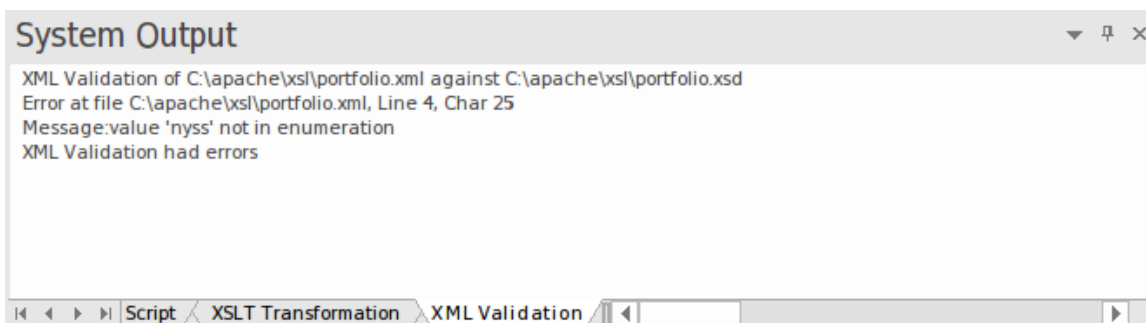 System Output
XML Validation of C:\apache\xsl\portfolio.xml against C:\apache\xsl\portfolio.xsd
Error at file C:\apache\xsl\portfolio.xml, Line 4, Char 25
Message:value 'nyss' not in enumeration
XML Validation had errors
Script XSLT Transformation XML Validation